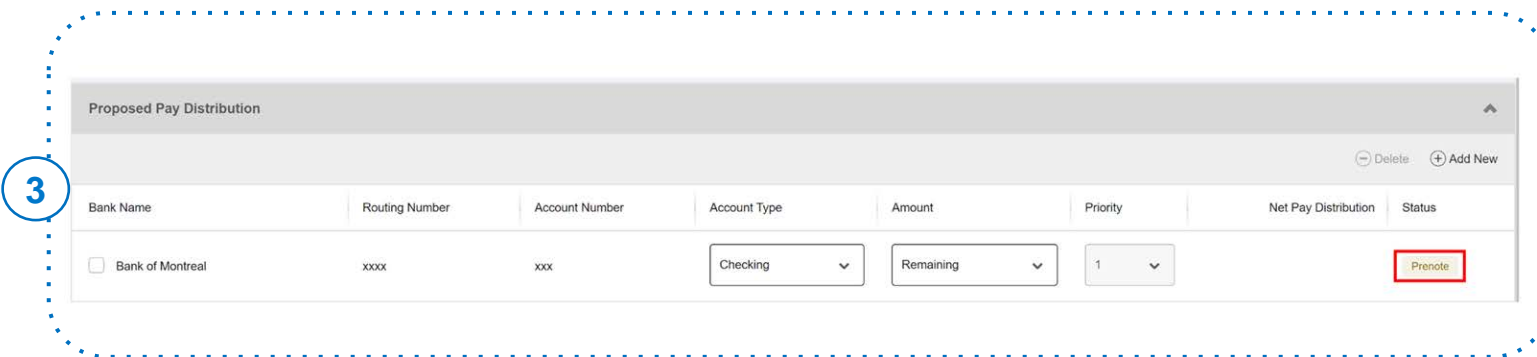 Proposed Pay Distribution
Delete Add New
3
Bank Name Routing Number Account Number Account Type Amount Priority Net Pay Distribution Status
Bank of Montreal xxxx xxx Checking Remaining 1 Prenote